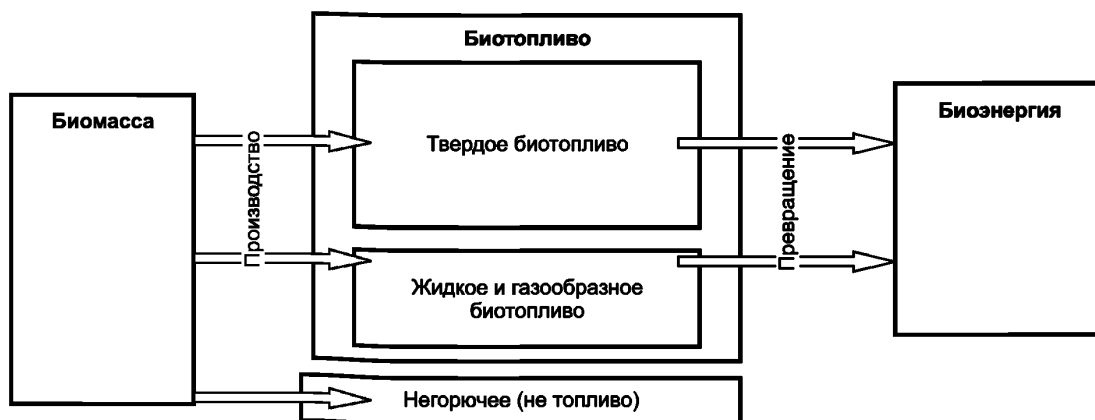 Биотопливо
Биомасса
Производство
Твердое биотопливо
Превращение
Биоэнергия
Жидкое и газообразное
биотопливо
Негорючее (не топливо)